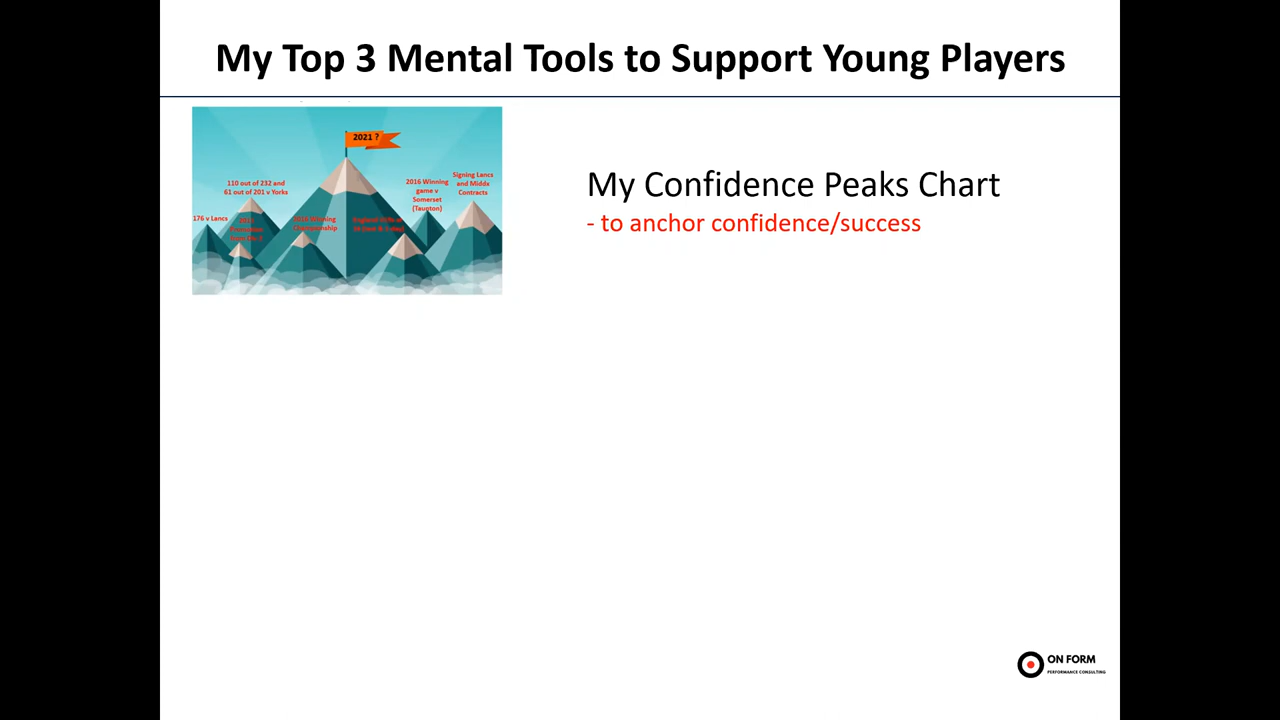 My Top 3 Mental Tools to Support Young Players
2021 ?
110 out of 232 and
61 out of 201 v Yorks
176 v Lancs
Championship
2016 Winning
game v
Somerset
(Taunton)
Signing Lancs
and Middx
Contracts
My Confidence Peaks Chart
- to anchor confidence/success
ON FORM
PERFORMANCE CONSULTING